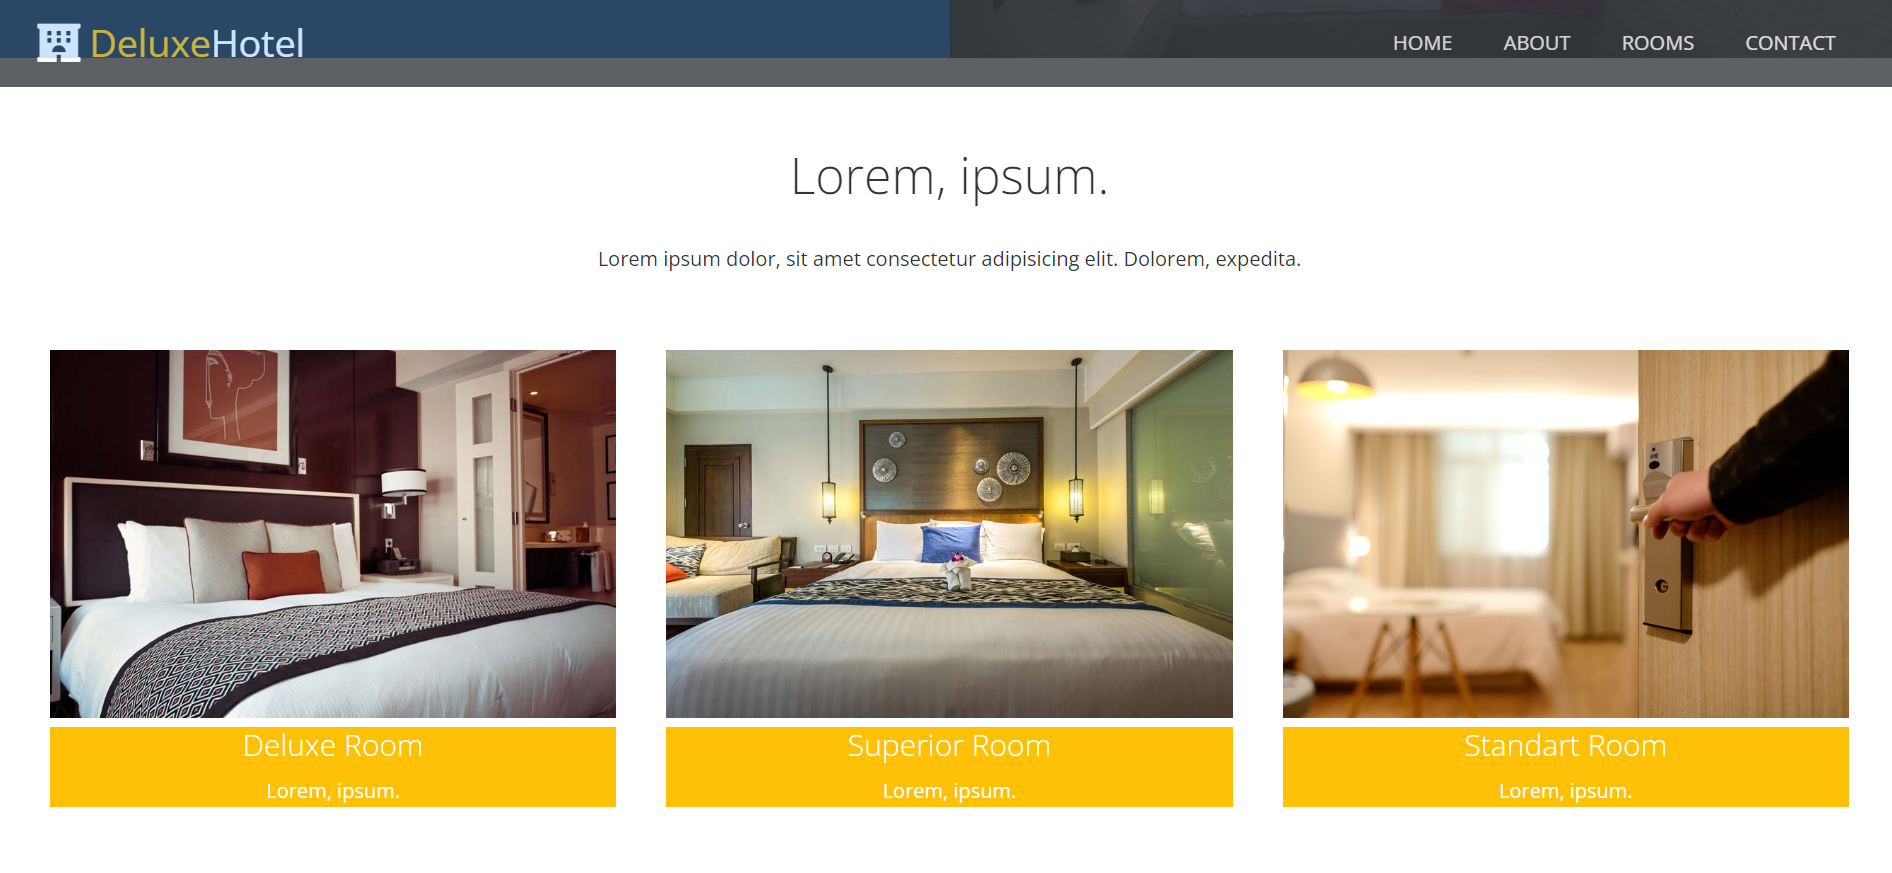 DeluxeHotel
HOME ABOUT ROOMS CONTACT
Lorem, ipsum.
Lorem ipsum dolor, sit amet consectetur adipisicing elit. Dolorem, expedita.
Deluxe Room
Lorem, ipsum.
Superior Room
Lorem, ipsum.
Standart Room
Lorem, ipsum.